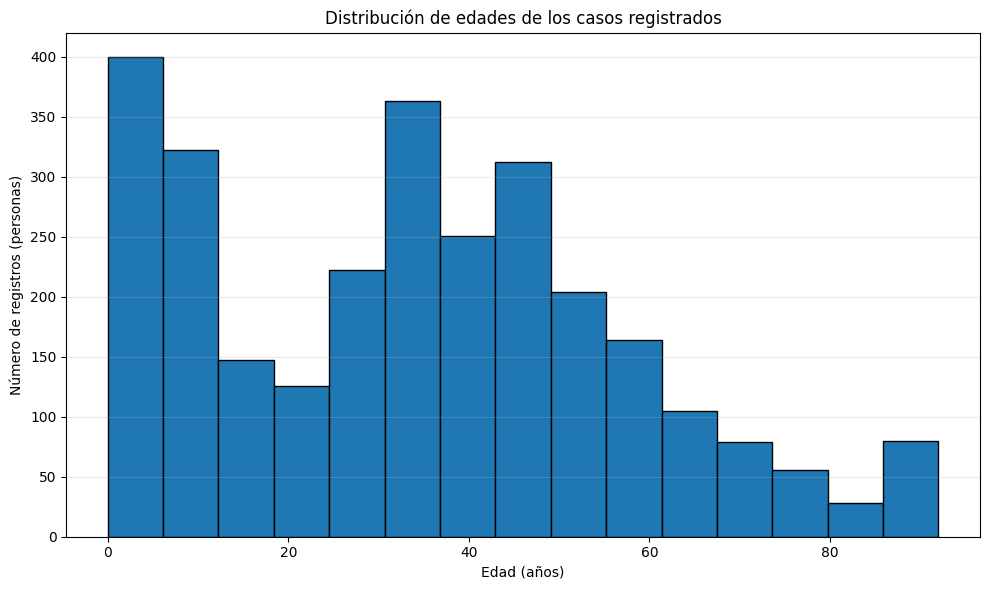 Distribución de edades de los casos registrados
Número de registros (personas)
400
350
300
250
200
150
100
50
0
0 20 40 60 80
Edad (años)